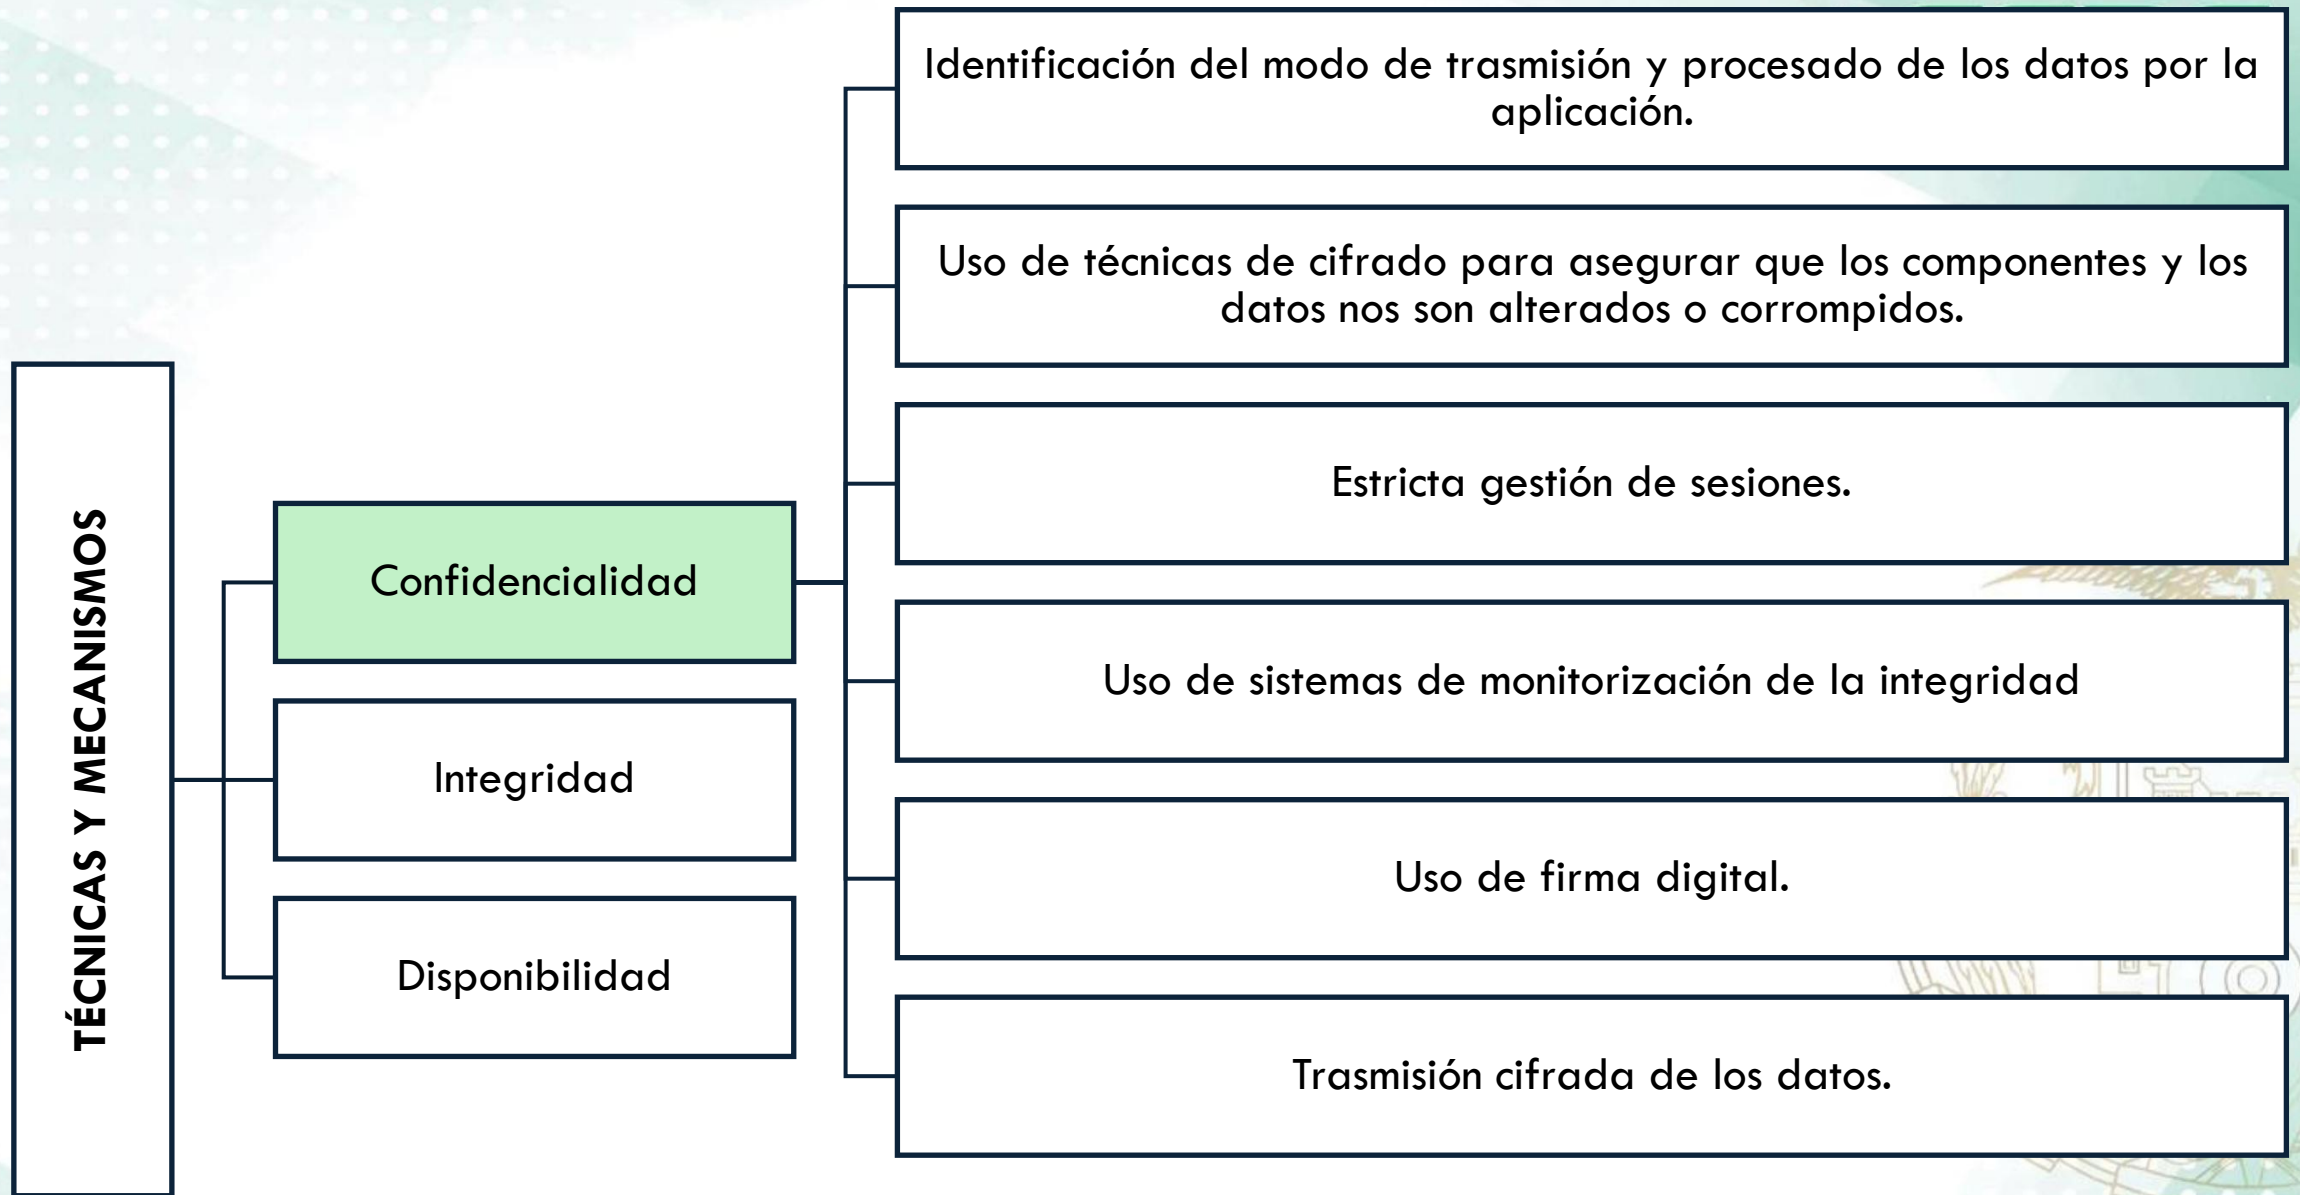 TÉCNICAS Y MECANISMOS
Confidencialidad
Identificación del modo de trasmisión y procesado de los datos por la
aplicación.
Uso de técnicas de cifrado para asegurar que los componentes y los
datos nos son alterados o corrompidos.
Estricta gestión de sesiones.
Uso de sistemas de monitorización de la integridad
Uso de firma digital.
Trasmisión cifrada de los datos.
Integridad
Disponibilidad